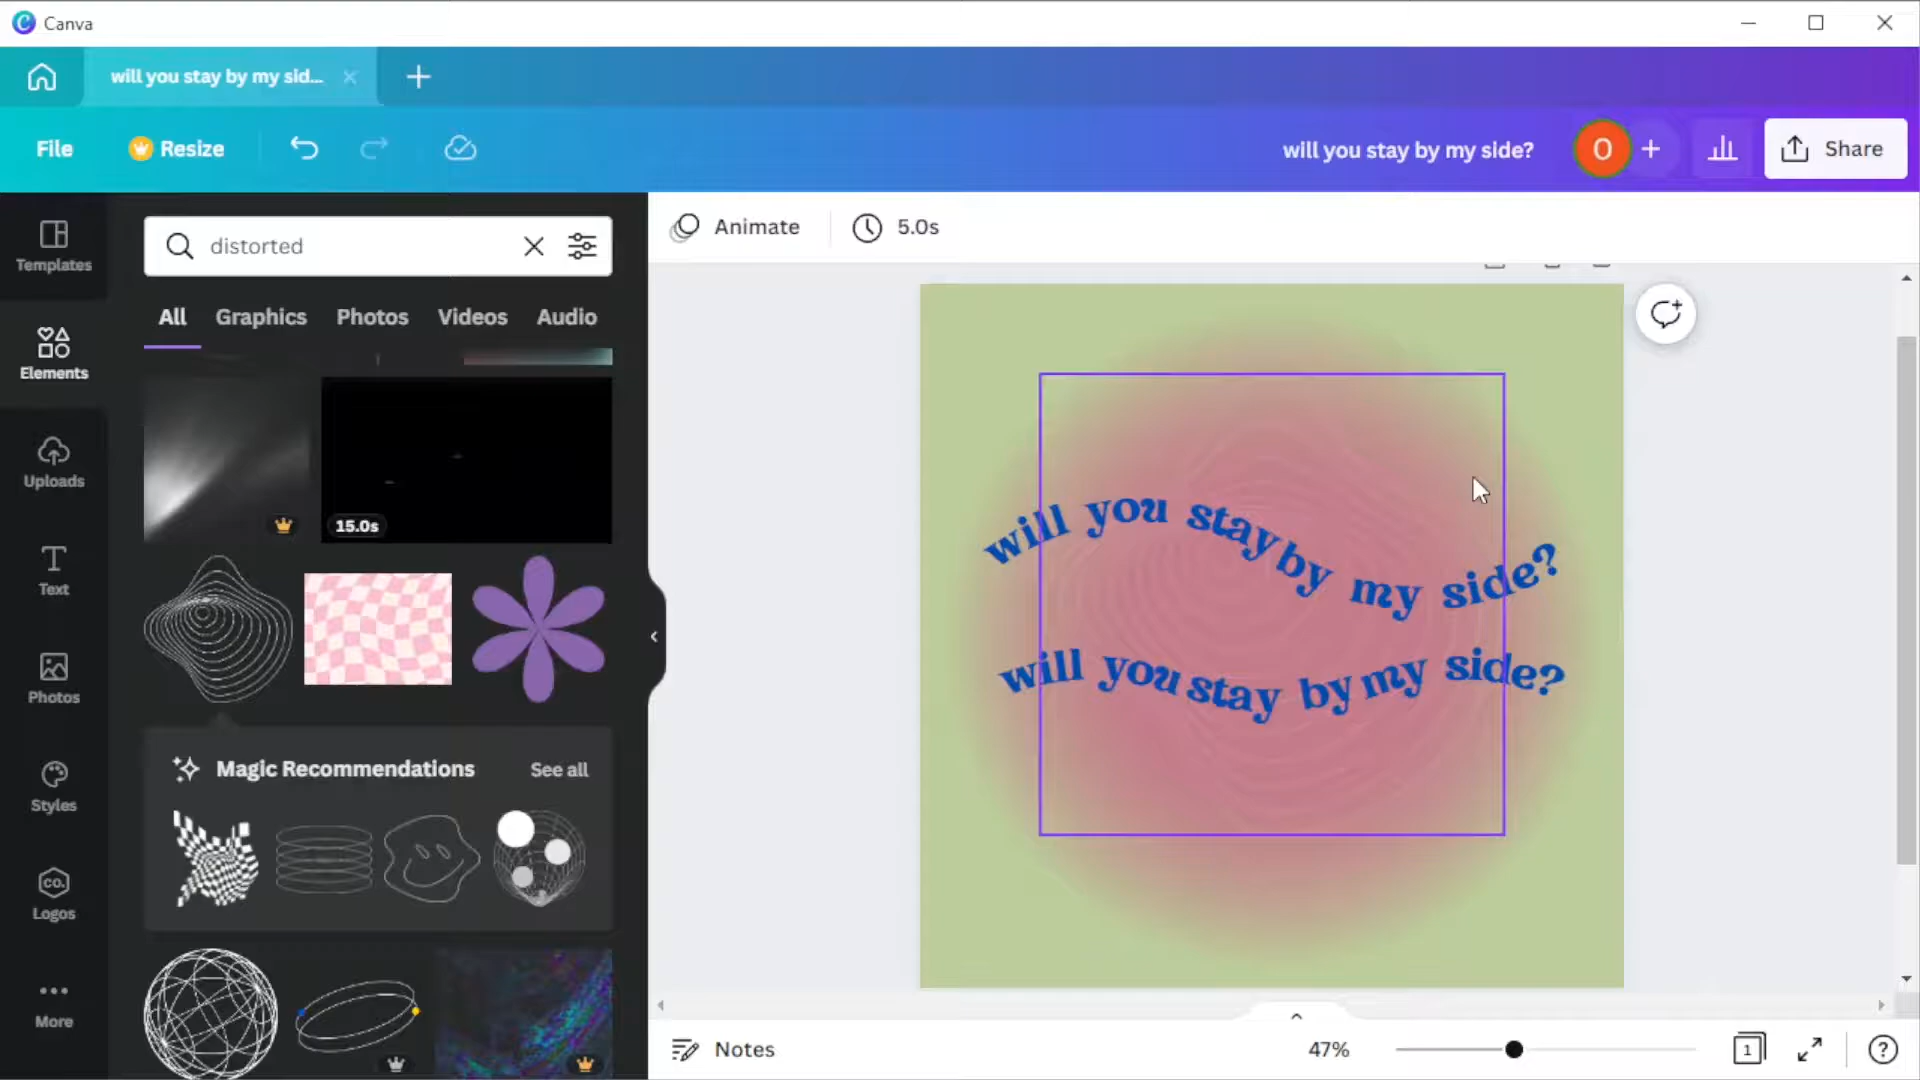 Canva
will you stay by my sid...
File
Resize
will you stay by my side?
O
Share
Templates
Elements
Uploads
Text
Photos
Styles
CO.
Logos
More
distorted
All
Graphics
Photos
Videos
Audio
15.0s
Magic Recommendations
See all
Animate
5.0s
will you stay by my side?
will you stay by my side?
Notes
47%
1
?